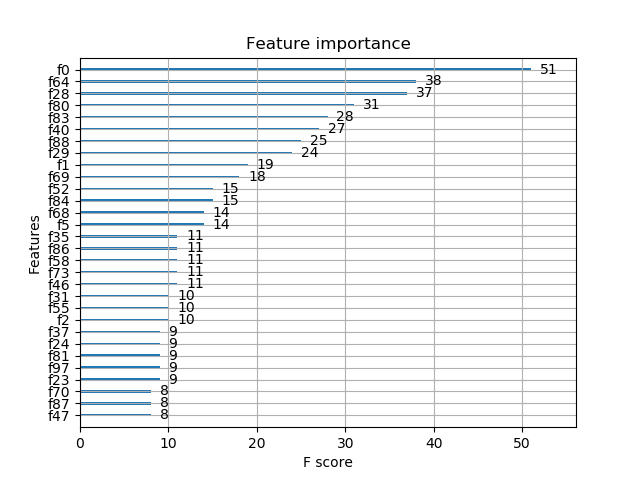 Feature importance
f0 51
f64 38
f28 37
f80 31
f83 28
f40 27
f88 25
f29 24
f1 19
f69 18
f52 15
f84 15
f68 14
f5 14
f35 11
f86 11
f58 11
f73 11
f46 11
f31 10
f55 10
f2 10
f37 9
f24 9
f81 9
f97 9
f23 9
f70 8
f87 8
f47 8
Features
0 10 20 30 40 50
F score